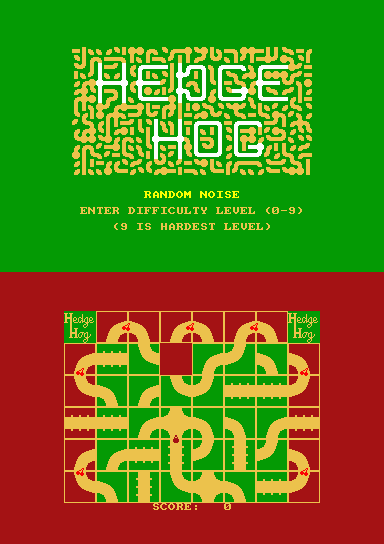 HEDGE
HOG
RANDOM NOISE
ENTER DIFFICULTY LEVEL (0-9)
(9 IS HARDEST LEVEL)
Hedge
Hog
Hedge
Hog
SCORE: 0